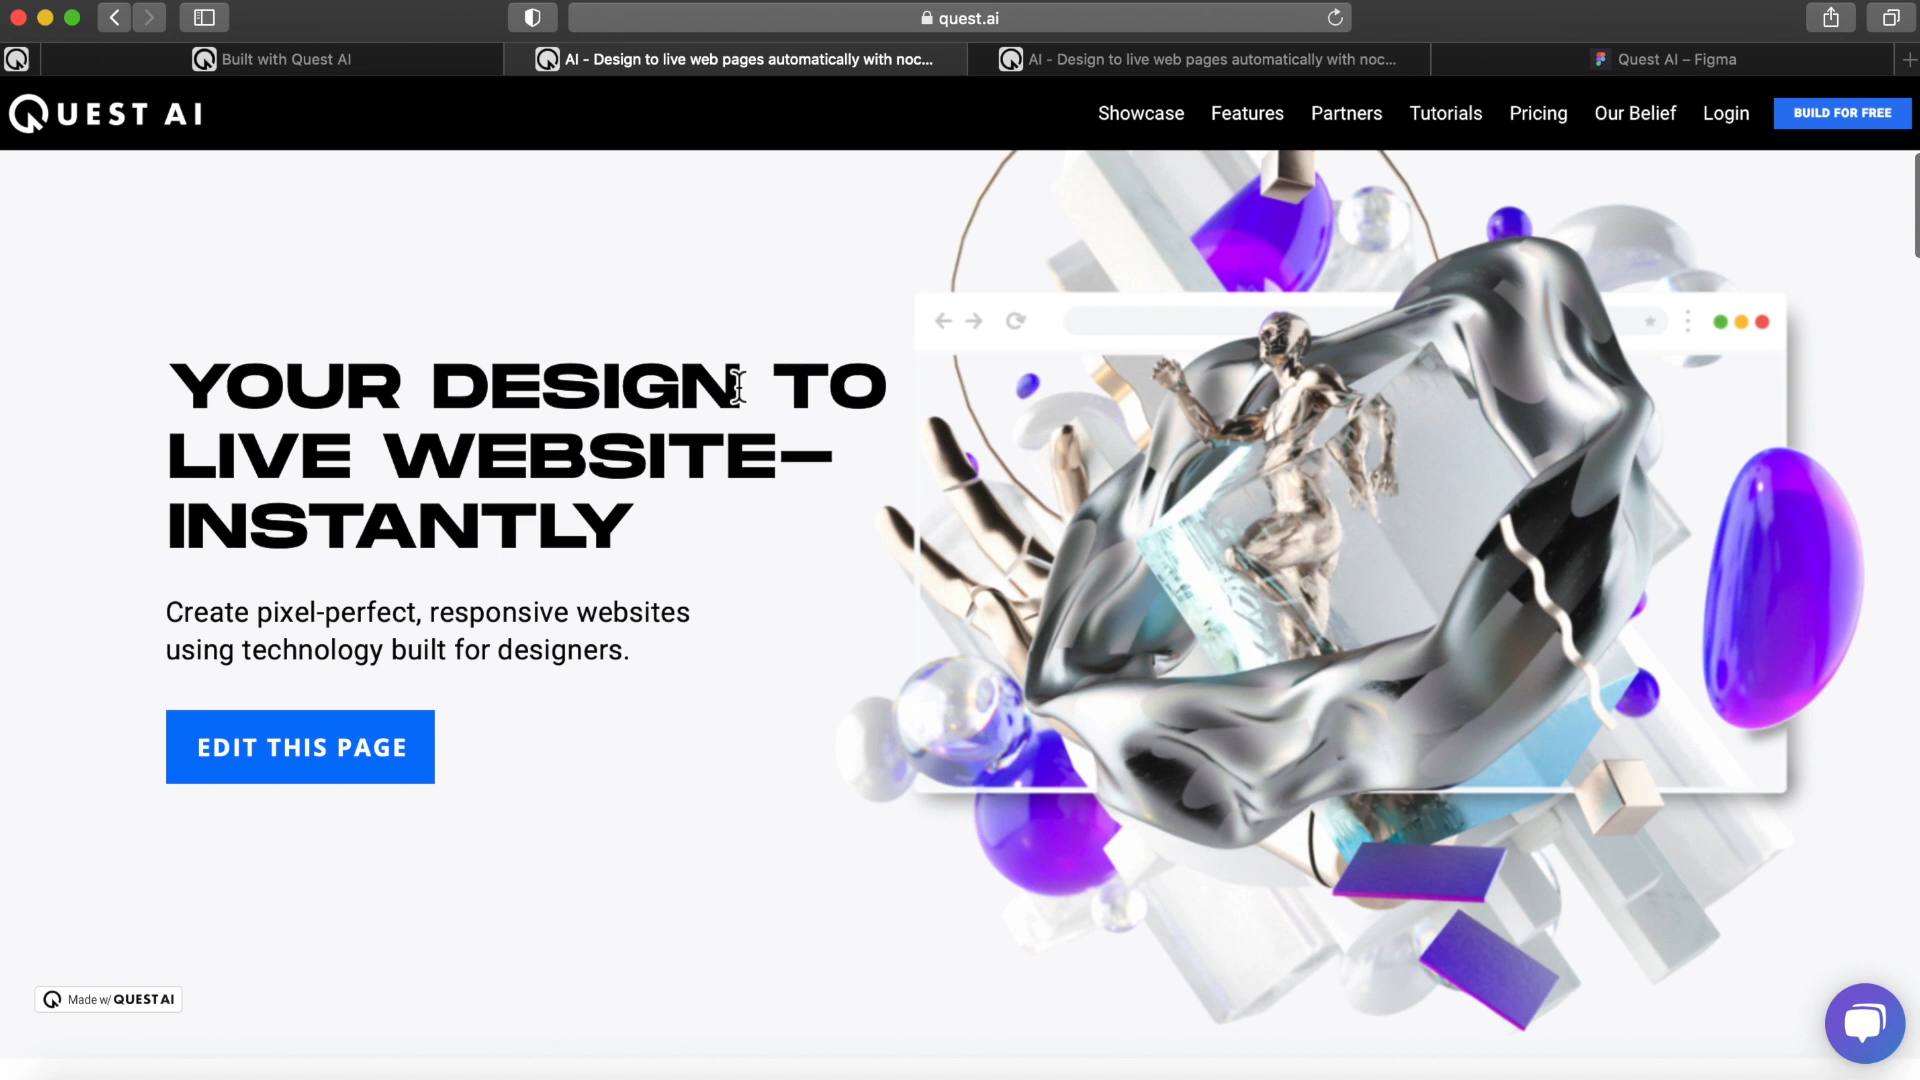 quest.ai
Built with Quest AI
AI - Design to live web pages automatically with noc...
AI - Design to live web pages automatically with noc...
Quest AI – Figma
QUEST AI
Showcase
Features
Partners
Tutorials
Pricing
Our Belief
Login
BUILD FOR FREE
YOUR DESIGN TO
LIVE WEBSITE—
INSTANTLY
Create pixel-perfect, responsive websites
using technology built for designers.
EDIT THIS PAGE
Made w/ QUEST AI